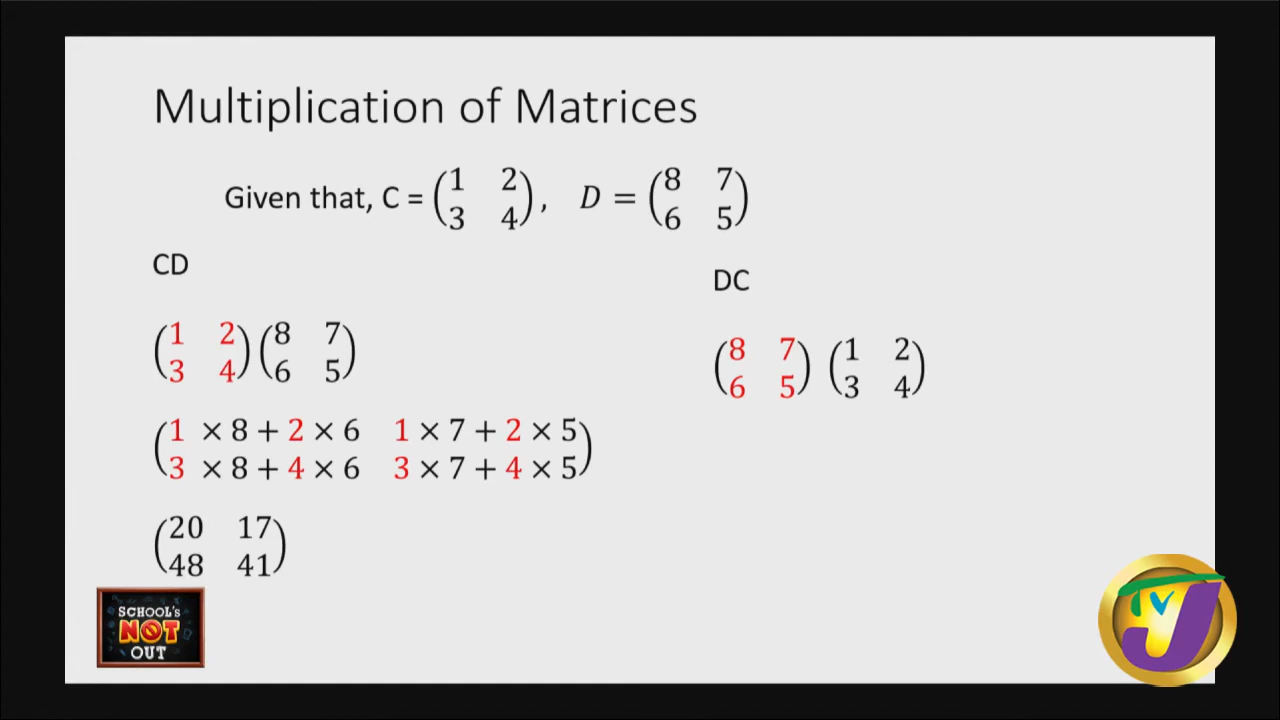 Multiplication of Matrices
Given that, C = (1 2
3 4), D = (8 7
6 5)
CD
(1 2
3 4) (8 7
6 5)
(1 × 8 + 2 × 6 1 × 7 + 2 × 5
3 × 8 + 4 × 6 3 × 7 + 4 × 5)
(20 17
48 41)
DC
(8 7
6 5) (1 2
3 4)
SCHOOL's
NOT
OUT
TVJ